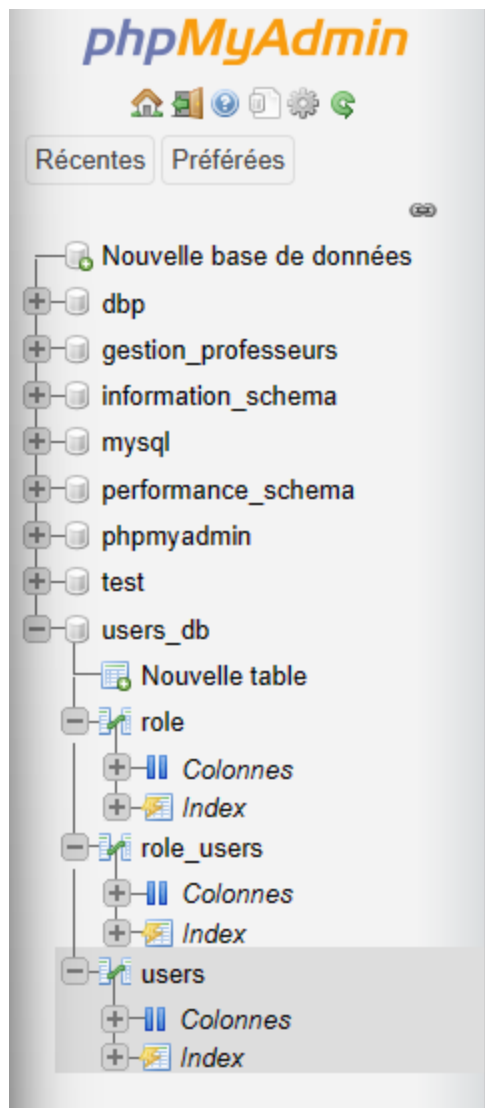 phpMyAdmin
Récentes Préférées
Nouvelle base de données
dbp
gestion_professeurs
information_schema
mysql
performance_schema
phpmyadmin
test
users_db
Nouvelle table
role
Colonnes
Index
role_users
Colonnes
Index
users
Colonnes
Index